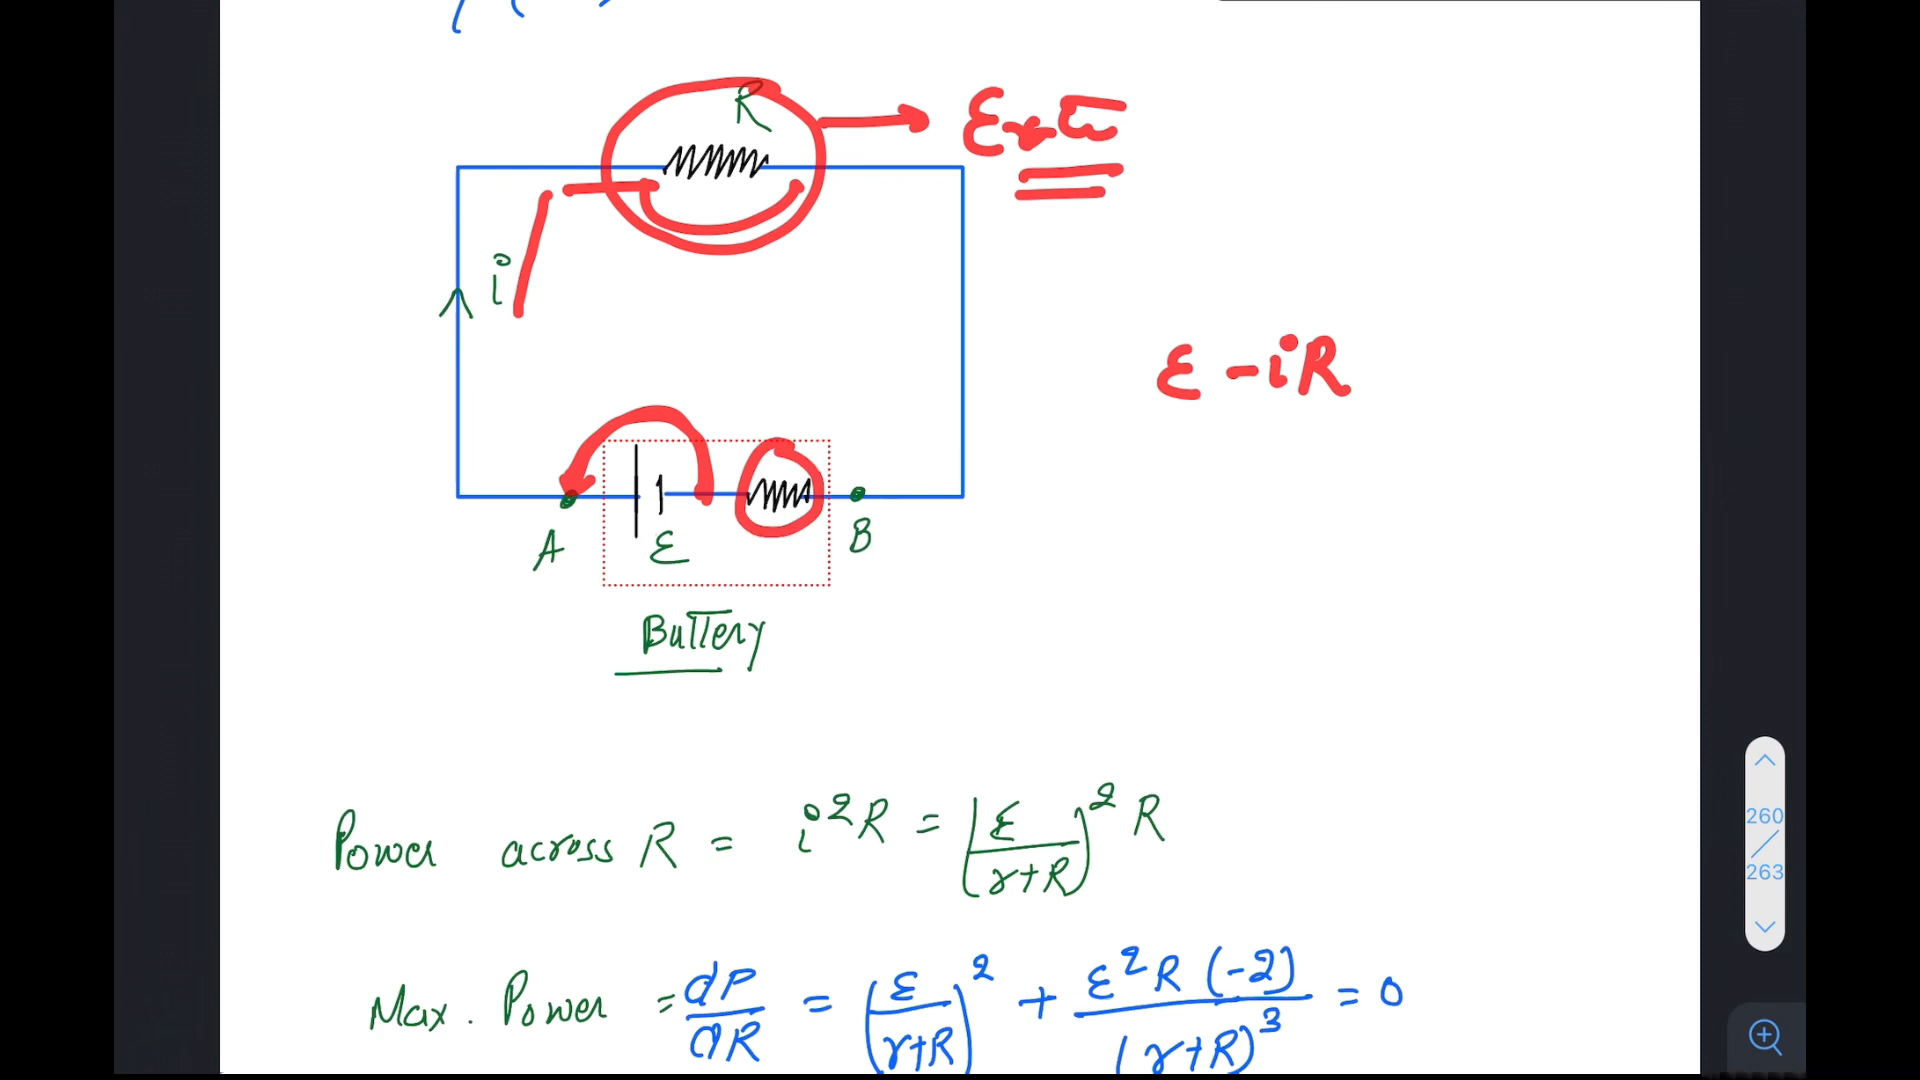 R
i
ε - iR
A
ε
B
Battery
Power across R = i²R = (ε/(r+R))² R
Max. Power = dP/dR = (ε/(r+R))² + ε²R(-2)/(r+R)³ = 0
260
263